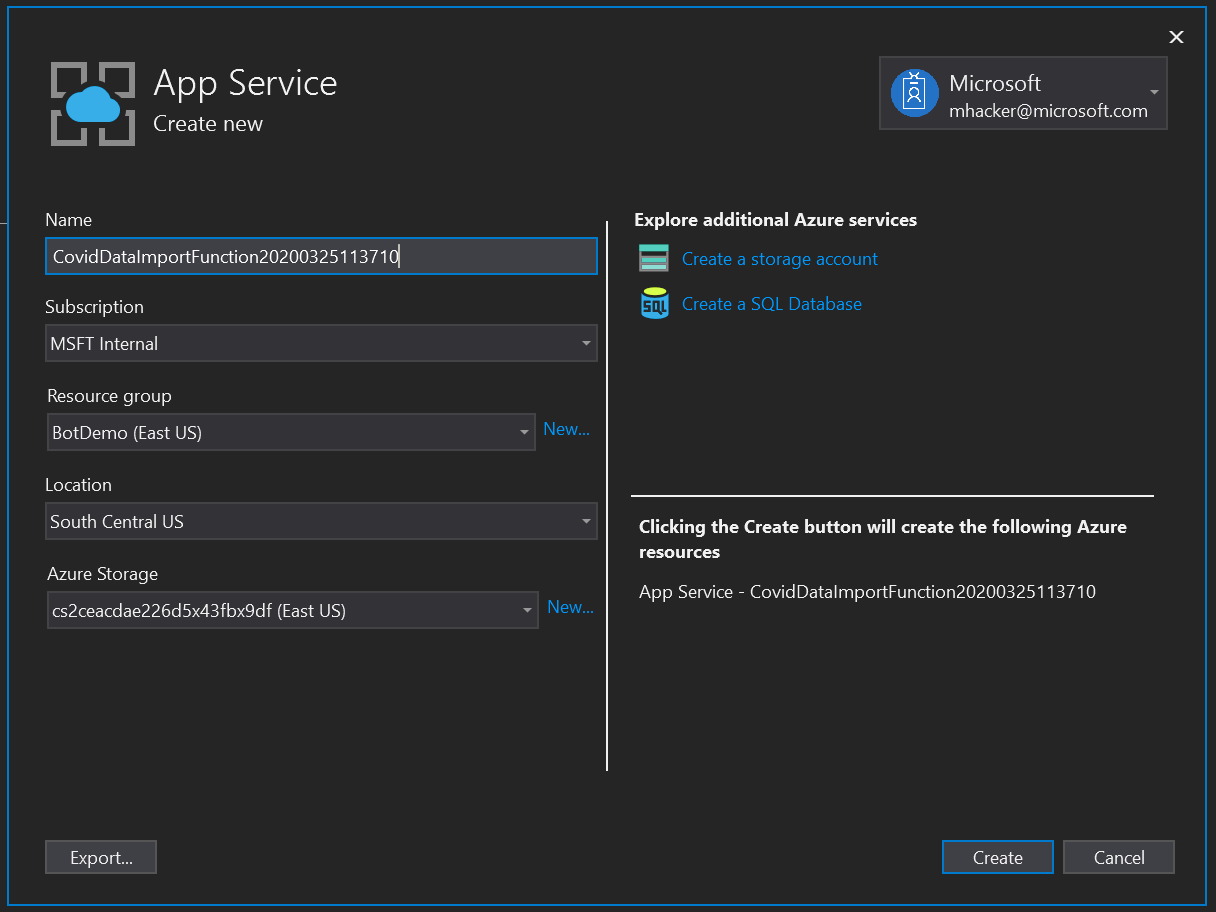 App Service
Create new
Microsoft
mhacker@microsoft.com
Name
CovidDataImportFunction20200325113710
Subscription
MSFT Internal
Resource group
BotDemo (East US)
New...
Location
South Central US
Azure Storage
cs2ceacdae226d5x43fbx9df (East US)
New...
Explore additional Azure services
Create a storage account
SQL
Create a SQL Database
Clicking the Create button will create the following Azure
resources
App Service - CovidDataImportFunction20200325113710
Export...
Create
Cancel